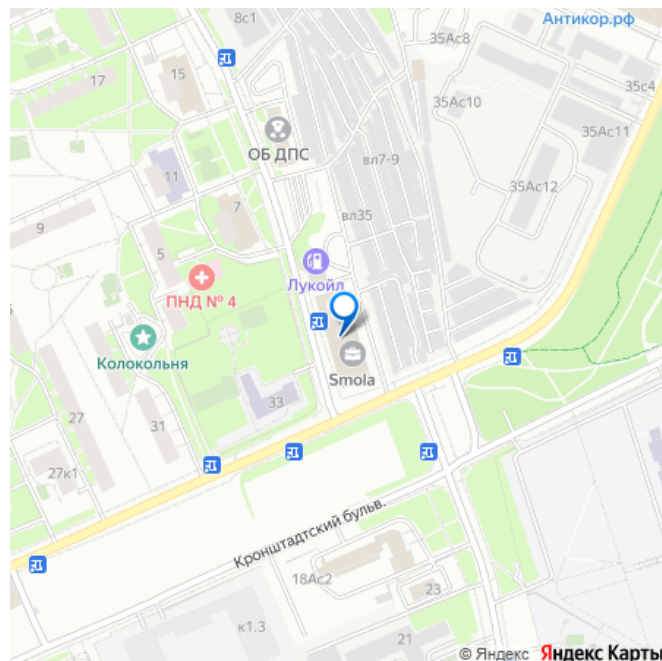 8с1
35Ас8
Антикор.рф
17
15
35Ас10
35с4
ОБ ДПС
35Ас11
вл7-9
11
35Ас12
7
вл35
9
5
Лукойл
ПНД № 4
Колокольня
Smola
33
27
31
27к1
Кронштадтский бульв.
18Ас2
23
к1.3
21
© Яндекс Яндекс Карты